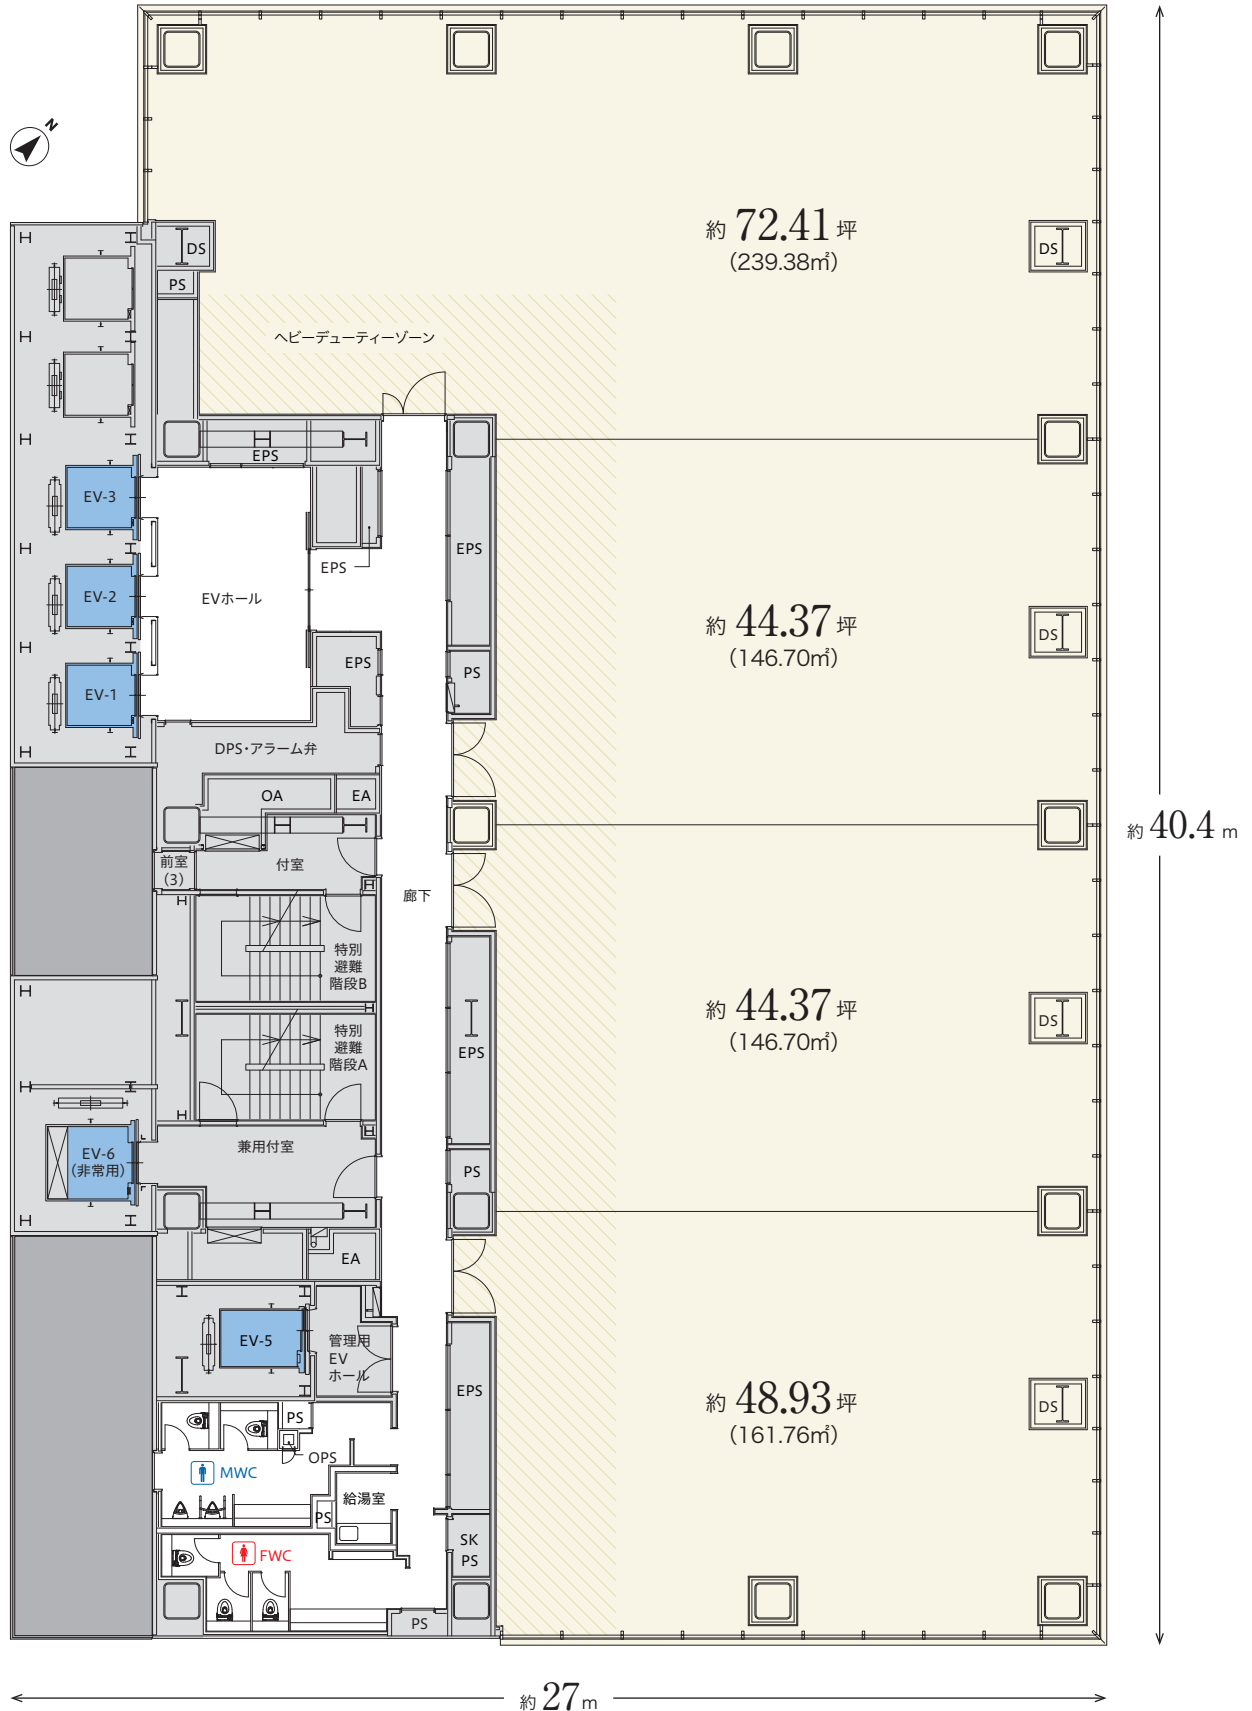 N
約 72.41 坪
(239.38㎡)
DS
DS
PS
ヘビーデューティーゾーン
EPS
EV-3
EPS
EPS
EV-2
EVホール
約 44.37 坪
(146.70㎡)
DS
EPS
PS
EV-1
DPS・アラーム弁
OA
EA
約 40.4 m
前室
(3)
付室
廊下
特別
避難
階段B
約 44.37 坪
(146.70㎡)
DS
特別
避難
階段A
EPS
兼用付室
EV-6
(非常用)
PS
EA
EV-5
管理用
EV
ホール
EPS
約 48.93 坪
(161.76㎡)
DS
PS
OPS
MWC
給湯室
PS
SK
PS
FWC
PS
約 27 m